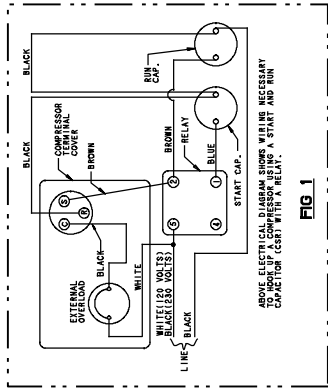 BLACK
RUN
CAP.
BLACK
COMPRESSOR
TERMINAL
COVER
BROWN
BROWN
RELAY
BLUE
START CAP.
S
R
C
2
1
5
4
BLACK
WHITE
EXTERNAL
OVERLOAD
WHITE(120 VOLTS)
BLACK(230 VOLTS)
LINE
BLACK
ABOVE ELECTRICAL DIAGRAM SHOWS WIRING NECESSARY
TO HOOK UP A COMPRESSOR USING A START AND RUN
CAPACITOR (CSR) WITH A RELAY.
FIG 1